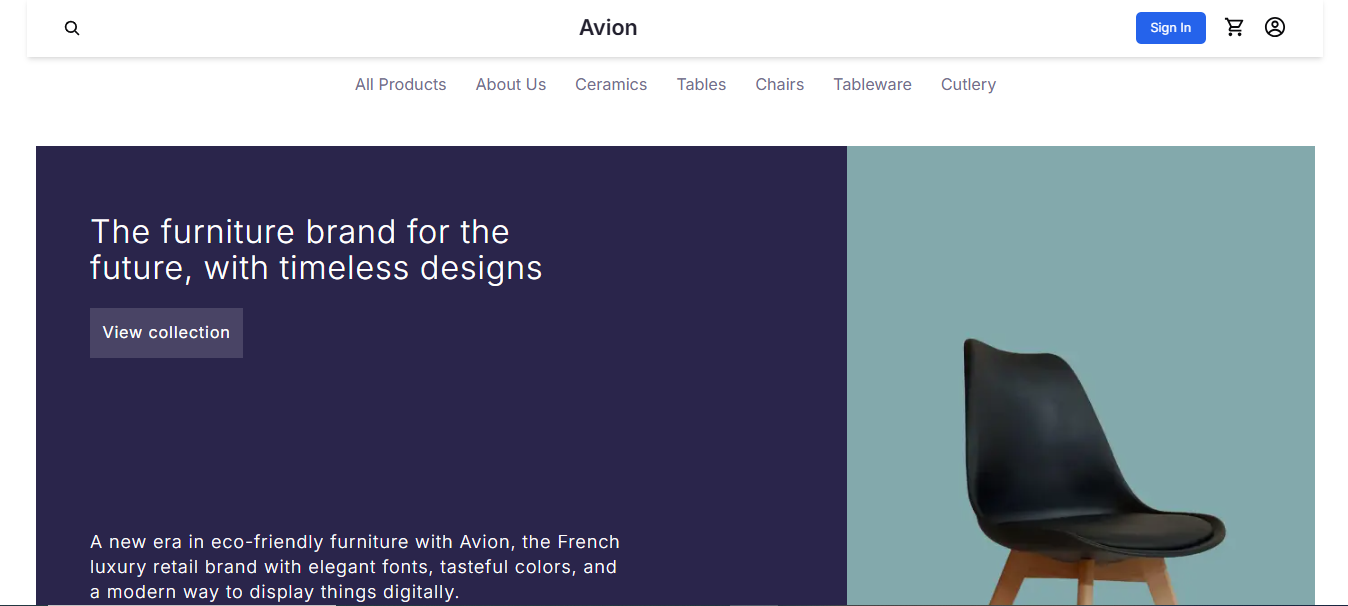 Avion
Sign In
All Products About Us Ceramics Tables Chairs Tableware Cutlery
The furniture brand for the
future, with timeless designs
View collection
A new era in eco-friendly furniture with Avion, the French
luxury retail brand with elegant fonts, tasteful colors, and
a modern way to display things digitally.